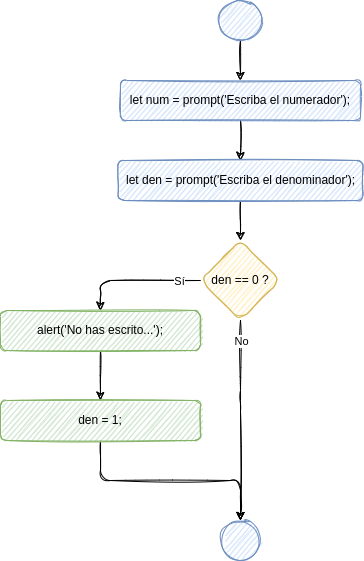 let num = prompt('Escriba el numerador');
let den = prompt('Escriba el denominador');
den == 0 ?
Sí
No
alert('No has escrito...');
den = 1;